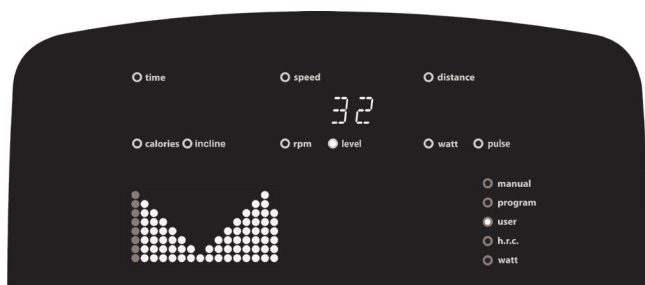 time speed distance
32
calories incline rpm level watt pulse
manual
program
user
h.r.c.
watt